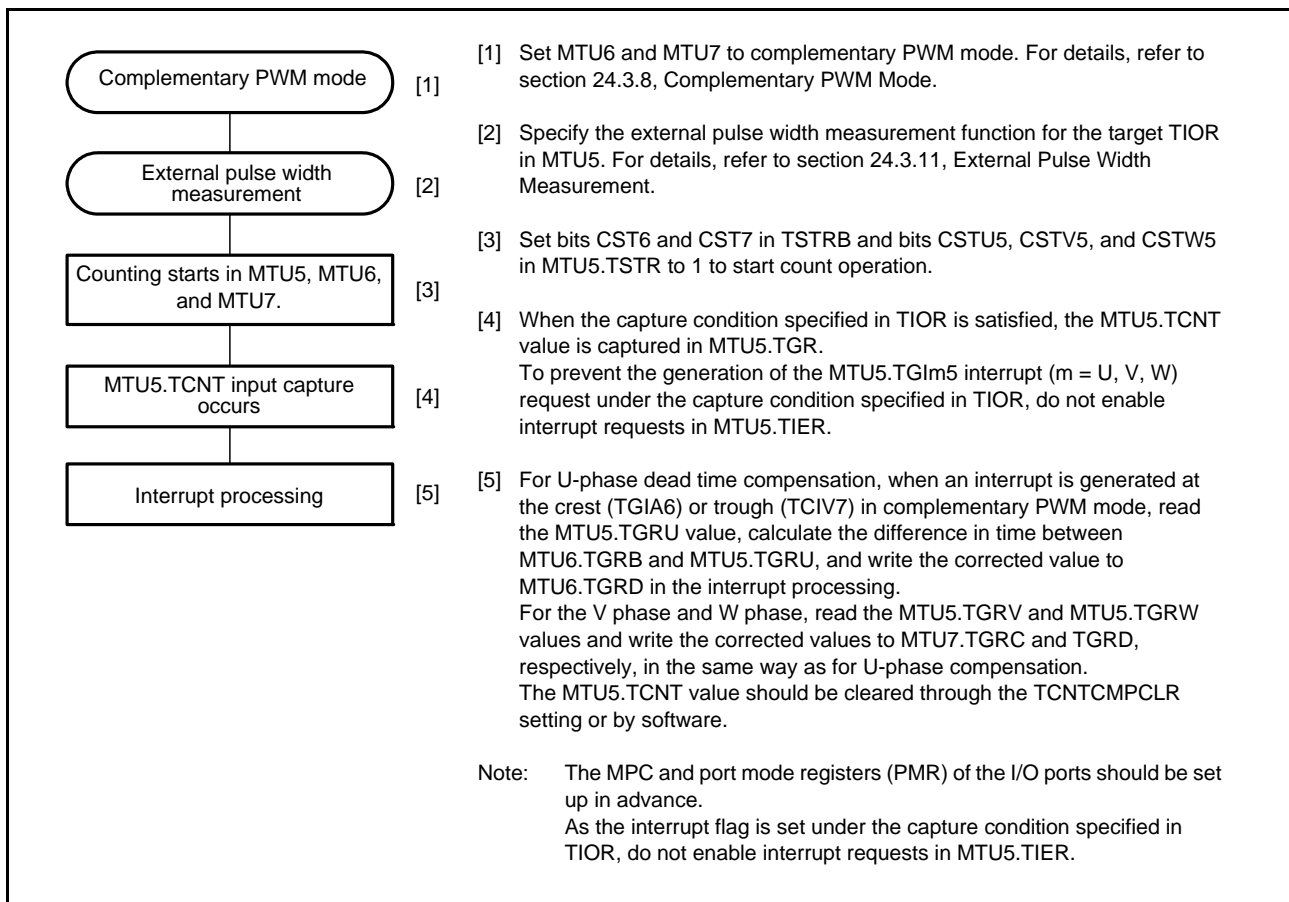 Complementary PWM mode
[1]
External pulse width
measurement
[2]
Counting starts in MTU5, MTU6,
and MTU7.
[3]
MTU5.TCNT input capture
occurs
[4]
Interrupt processing
[5]
[1] Set MTU6 and MTU7 to complementary PWM mode. For details, refer to
section 24.3.8, Complementary PWM Mode.
[2] Specify the external pulse width measurement function for the target TIOR
in MTU5. For details, refer to section 24.3.11, External Pulse Width
Measurement.
[3] Set bits CST6 and CST7 in TSTRB and bits CSTU5, CSTV5, and CSTW5
in MTU5.TSTR to 1 to start count operation.
[4] When the capture condition specified in TIOR is satisfied, the MTU5.TCNT
value is captured in MTU5.TGR.
To prevent the generation of the MTU5.TGIm5 interrupt (m = U, V, W)
request under the capture condition specified in TIOR, do not enable
interrupt requests in MTU5.TIER.
[5] For U-phase dead time compensation, when an interrupt is generated at
the crest (TGIA6) or trough (TCIV7) in complementary PWM mode, read
the MTU5.TGRU value, calculate the difference in time between
MTU6.TGRB and MTU5.TGRU, and write the corrected value to
MTU6.TGRD in the interrupt processing.
For the V phase and W phase, read the MTU5.TGRV and MTU5.TGRW
values and write the corrected values to MTU7.TGRC and TGRD,
respectively, in the same way as for U-phase compensation.
The MTU5.TCNT value should be cleared through the TCNTCMPCLR
setting or by software.
Note: The MPC and port mode registers (PMR) of the I/O ports should be set
up in advance.
As the interrupt flag is set under the capture condition specified in
TIOR, do not enable interrupt requests in MTU5.TIER.